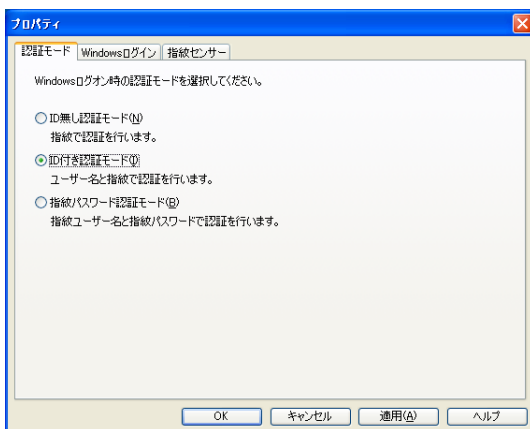 プロパティ
認証モード Windowsログイン 指紋センサー
Windowsログオン時の認証モードを選択してください。
ID無し認証モード(N)
指紋で認証を行います。
ID付き認証モード(I)
ユーザー名と指紋で認証を行います。
指紋パスワード認証モード(B)
指紋ユーザー名と指紋パスワードで認証を行います。
OK キャンセル 適用(A) ヘルプ